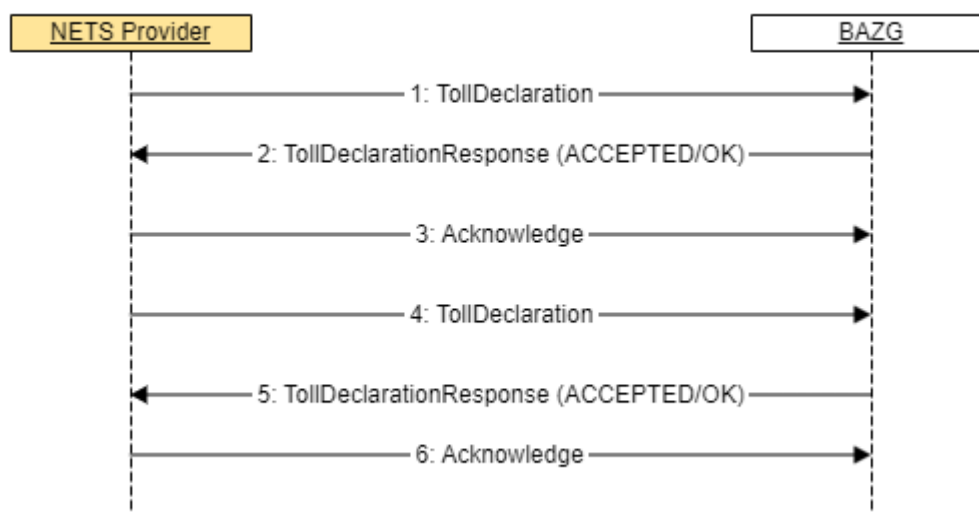 NETS Provider
BAZG
1: TollDeclaration
2: TollDeclarationResponse (ACCEPTED/OK)
3: Acknowledge
4: TollDeclaration
5: TollDeclarationResponse (ACCEPTED/OK)
6: Acknowledge